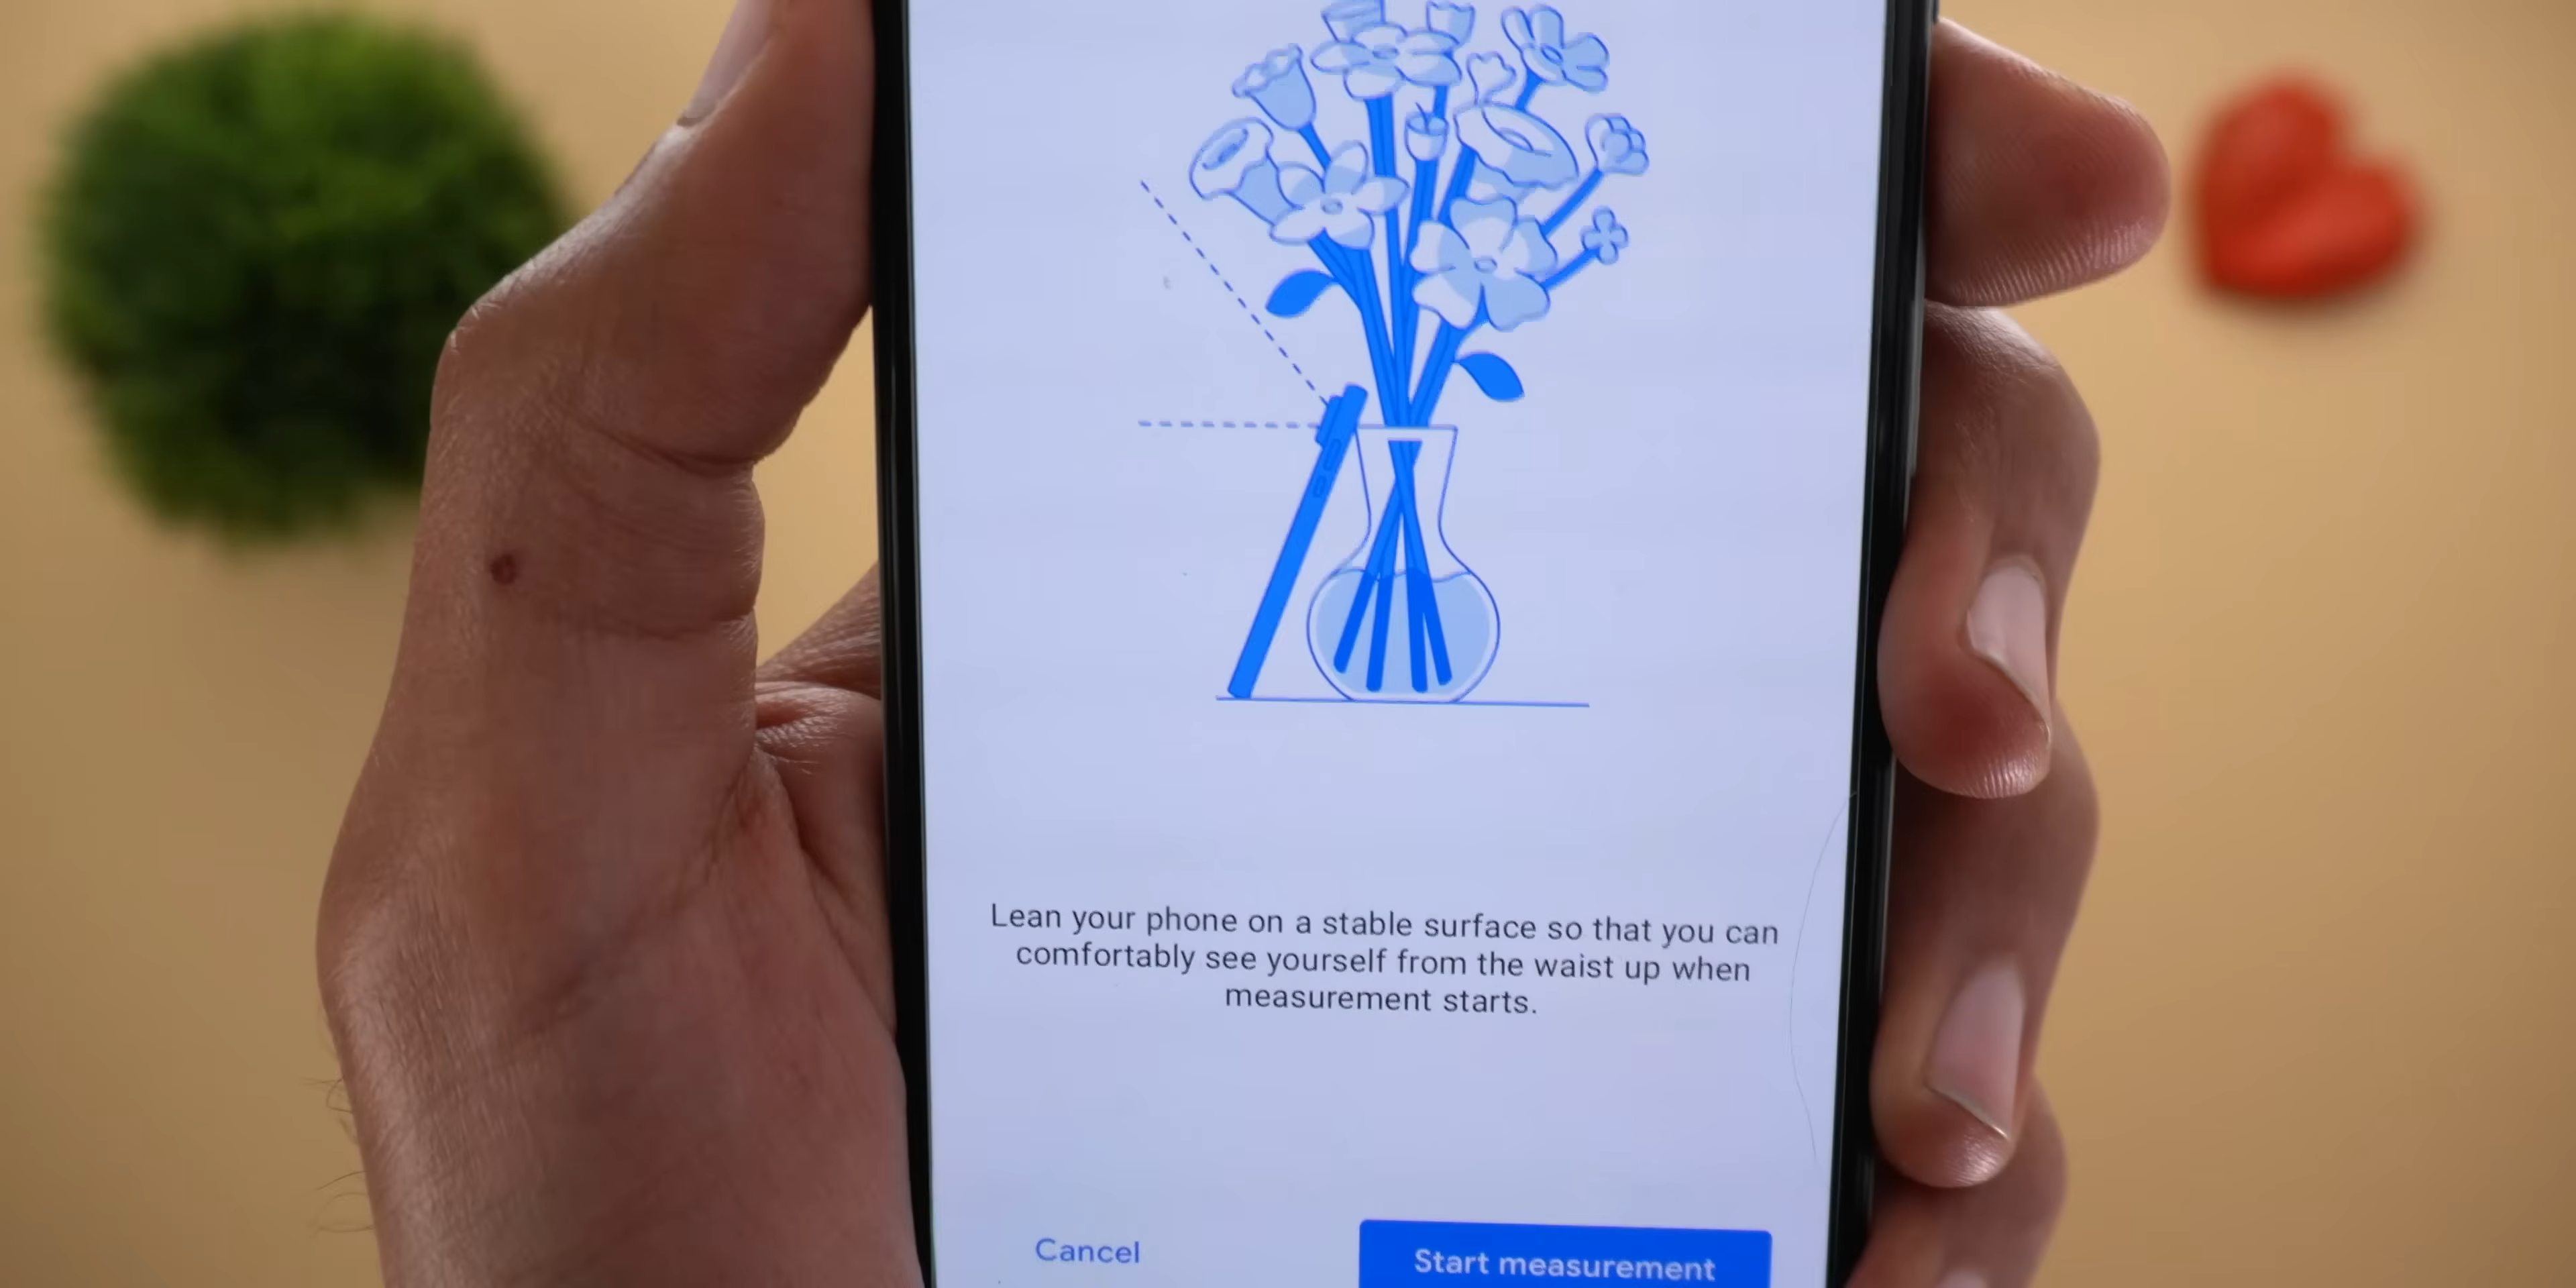 Lean your phone on a stable surface so that you can
comfortably see yourself from the waist up when
measurement starts.
Cancel
Start measurement